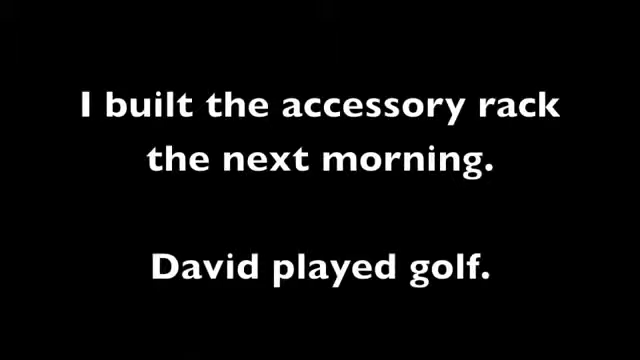 I built the accessory rack
the next morning.
David played golf.